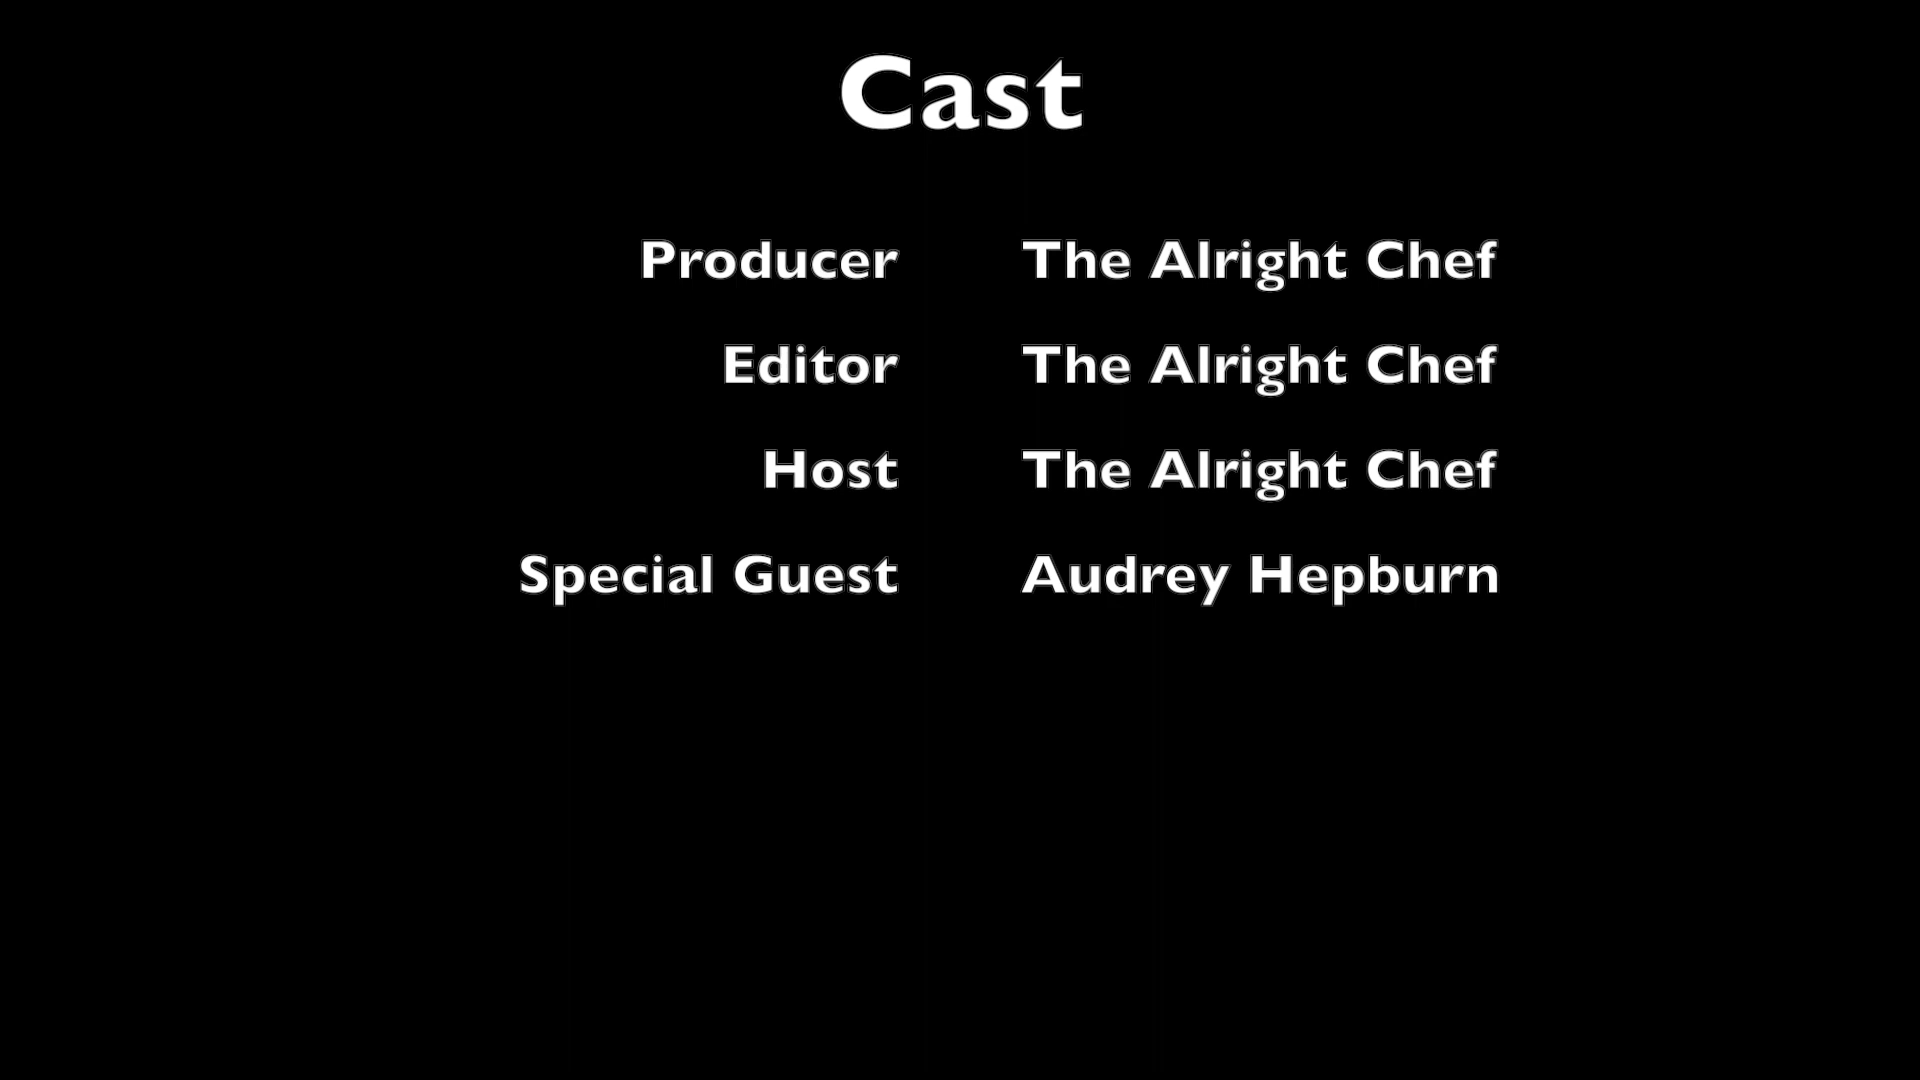 Cast
Producer The Alright Chef
Editor The Alright Chef
Host The Alright Chef
Special Guest Audrey Hepburn